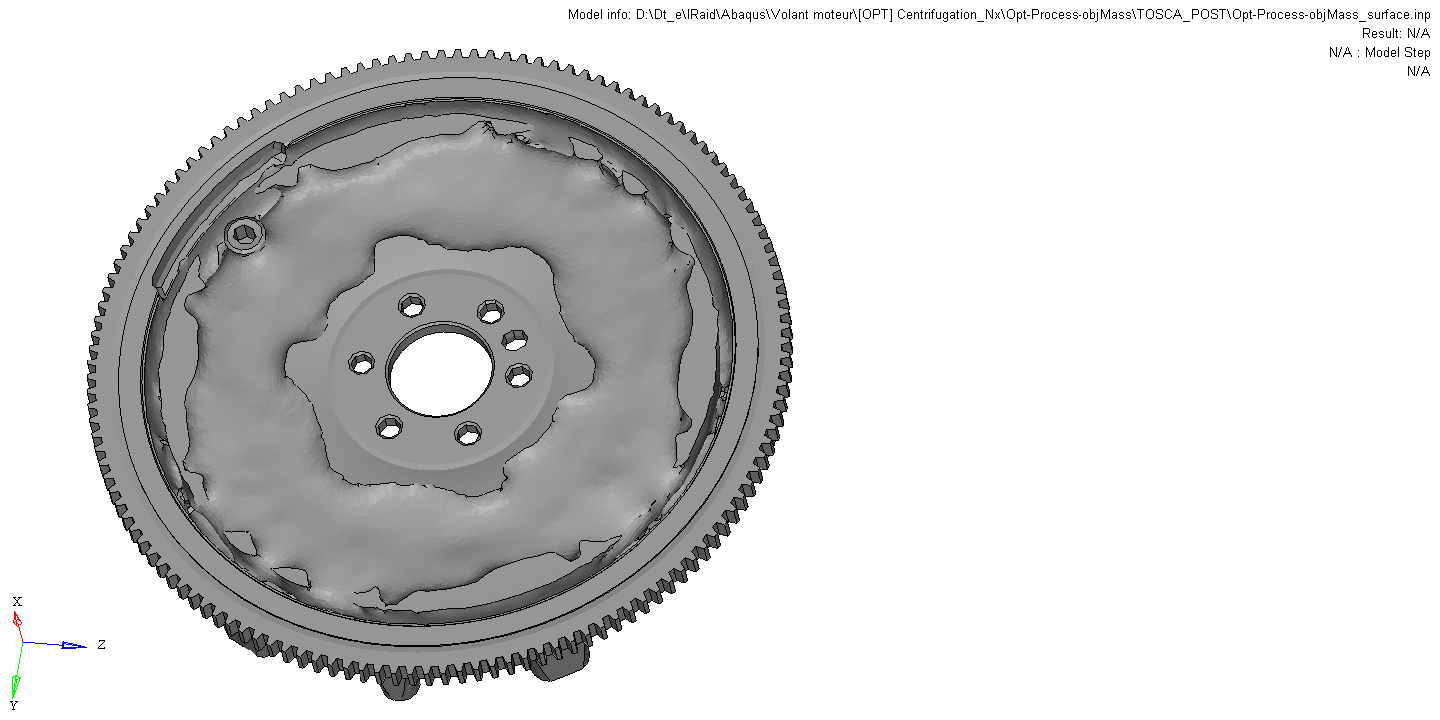 Model info: D:\Dt_e\IRaid\Abaqus\Volant moteur\[OPT] Centrifugation_Nx\Opt-Process-objMass\TOSCA_POST\Opt-Process-objMass_surface.inp
Result: N/A
N/A : Model Step
N/A
X
Z
Y